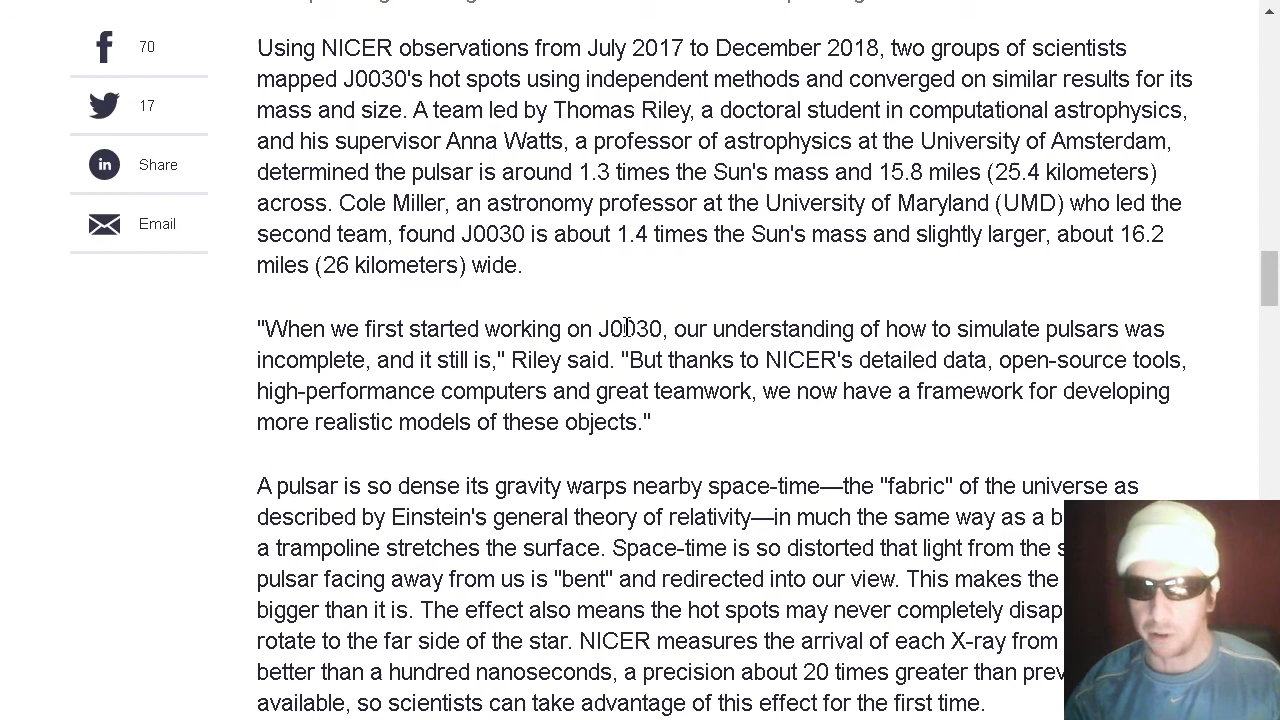 70
17
Share
Email
Using NICER observations from July 2017 to December 2018, two groups of scientists
mapped J0030's hot spots using independent methods and converged on similar results for its
mass and size. A team led by Thomas Riley, a doctoral student in computational astrophysics,
and his supervisor Anna Watts, a professor of astrophysics at the University of Amsterdam,
determined the pulsar is around 1.3 times the Sun's mass and 15.8 miles (25.4 kilometers)
across. Cole Miller, an astronomy professor at the University of Maryland (UMD) who led the
second team, found J0030 is about 1.4 times the Sun's mass and slightly larger, about 16.2
miles (26 kilometers) wide.
"When we first started working on J0030, our understanding of how to simulate pulsars was
incomplete, and it still is," Riley said. "But thanks to NICER's detailed data, open-source tools,
high-performance computers and great teamwork, we now have a framework for developing
more realistic models of these objects."
A pulsar is so dense its gravity warps nearby space-time—the "fabric" of the universe as
described by Einstein's general theory of relativity—in much the same way as a b
a trampoline stretches the surface. Space-time is so distorted that light from the s
pulsar facing away from us is "bent" and redirected into our view. This makes the
bigger than it is. The effect also means the hot spots may never completely disap
rotate to the far side of the star. NICER measures the arrival of each X-ray from
better than a hundred nanoseconds, a precision about 20 times greater than prev
available, so scientists can take advantage of this effect for the first time.